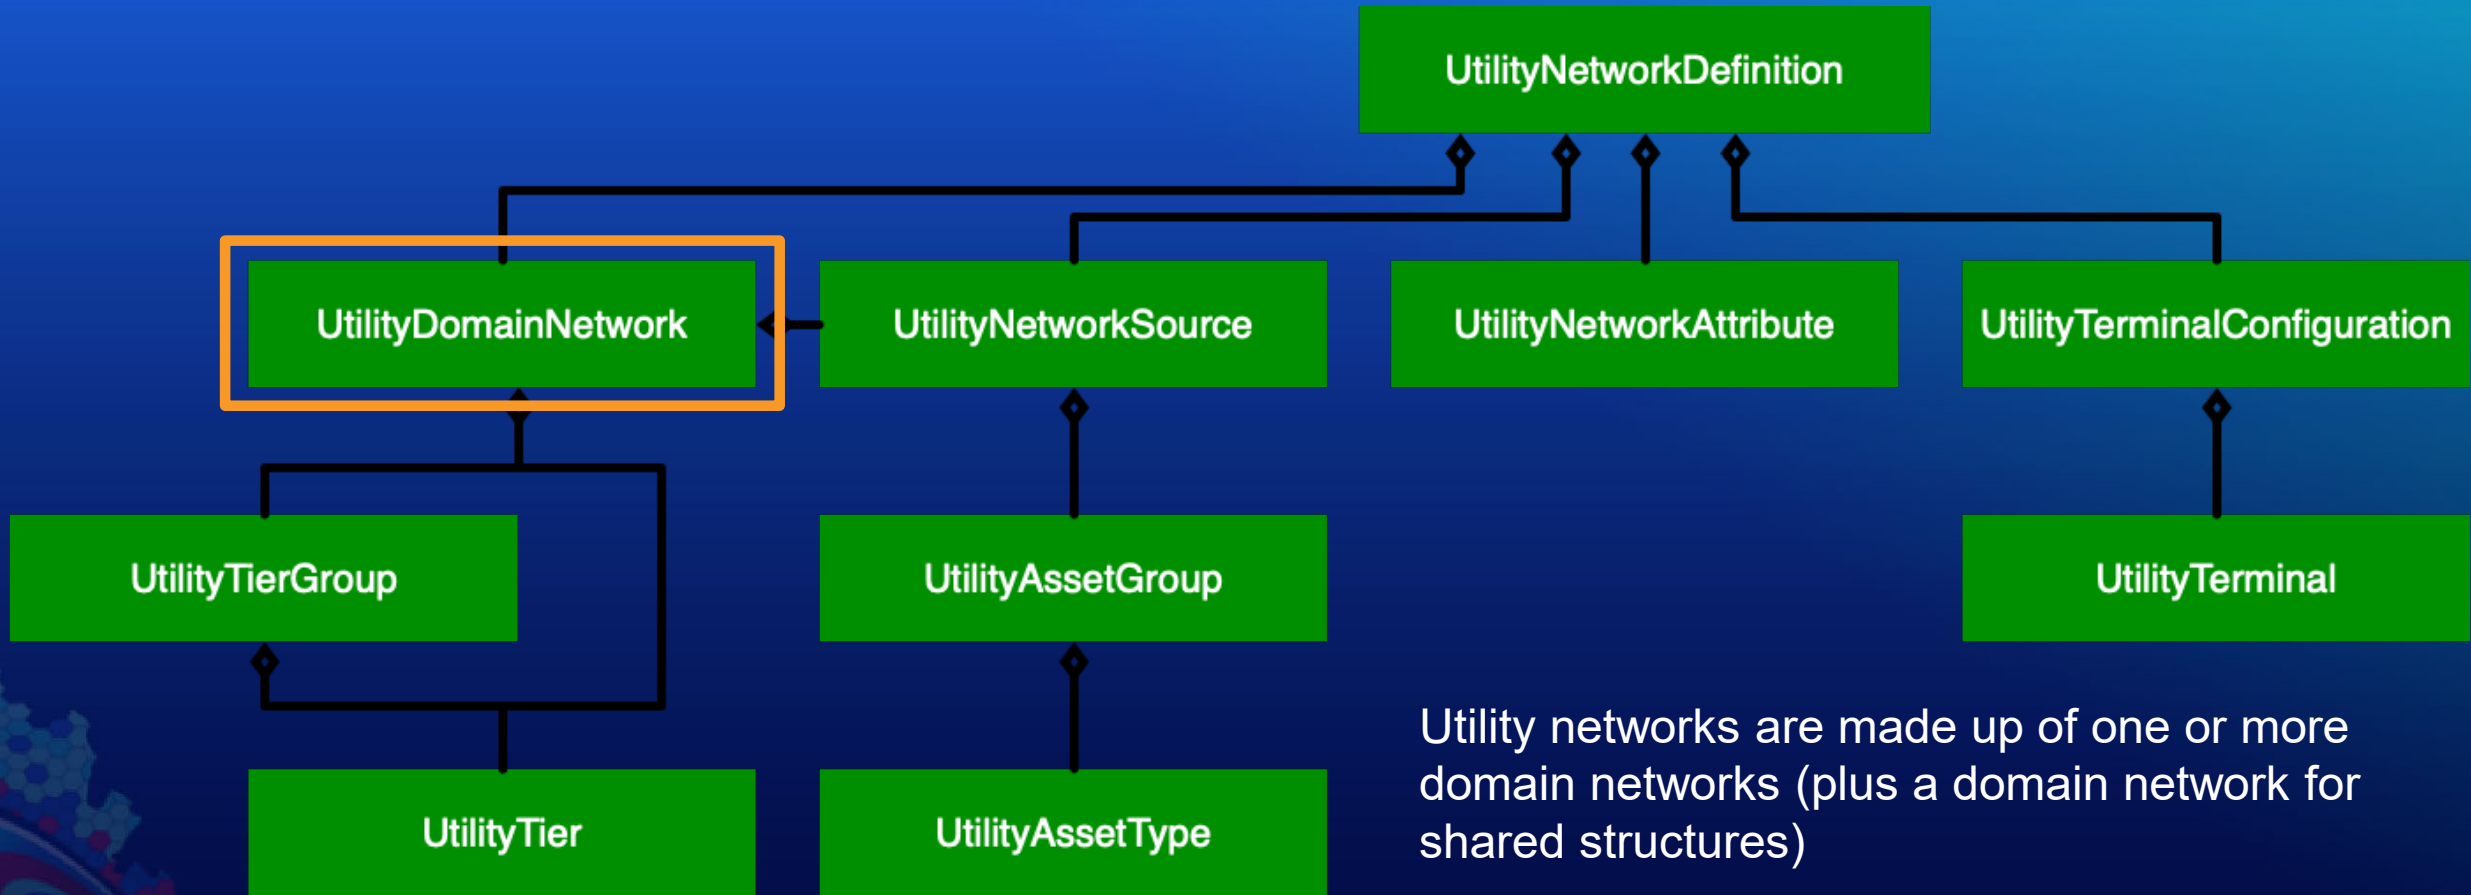 UtilityNetworkDefinition
UtilityDomainNetwork
UtilityNetworkSource
UtilityNetworkAttribute
UtilityTerminalConfiguration
UtilityTierGroup
UtilityAssetGroup
UtilityTerminal
UtilityTier
UtilityAssetType
Utility networks are made up of one or more
domain networks (plus a domain network for
shared structures)